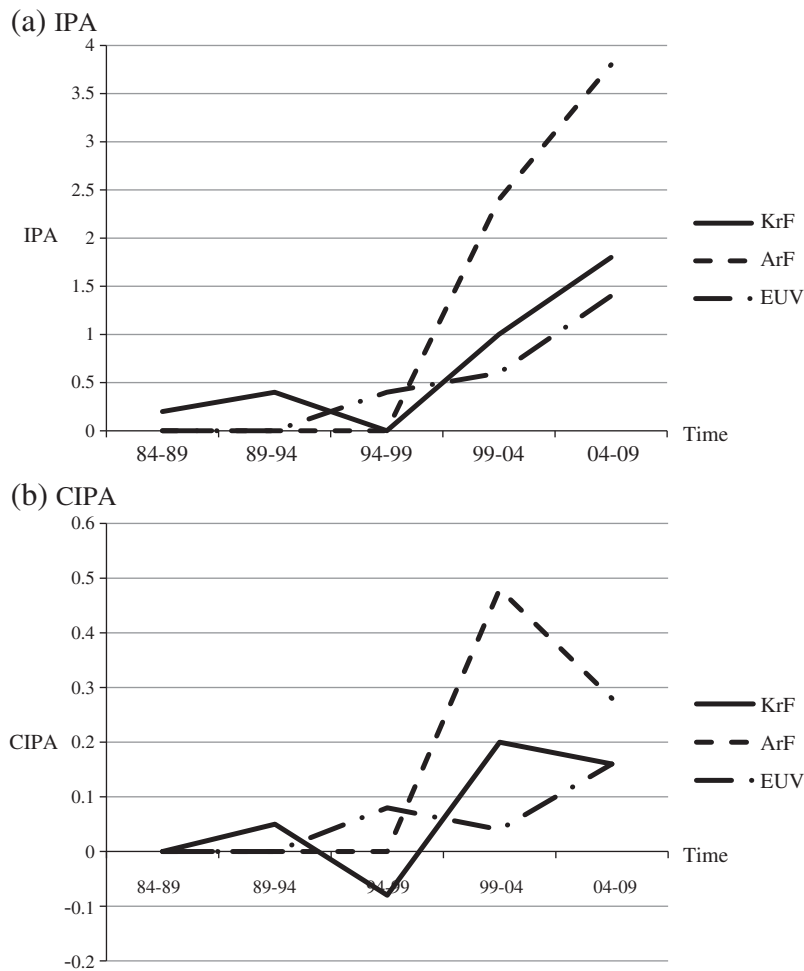 (a) IPA
4
3.5
3
2.5
IPA
2
1.5
1
0.5
0
84-89 89-94 94-99 99-04 04-09
Time
KrF
ArF
EUV
(b) CIPA
0.6
0.5
0.4
0.3
CIPA
0.2
0.1
0
-0.1
-0.2
84-89 89-94 94-99 99-04 04-09
Time
KrF
ArF
EUV